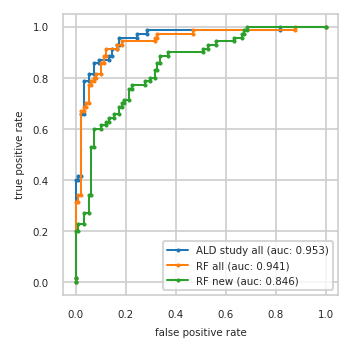 1.0
0.8
0.6
0.4
0.2
0.0
true positive rate
ALD study all (auc: 0.953)
RF all (auc: 0.941)
RF new (auc: 0.846)
0.0 0.2 0.4 0.6 0.8 1.0
false positive rate